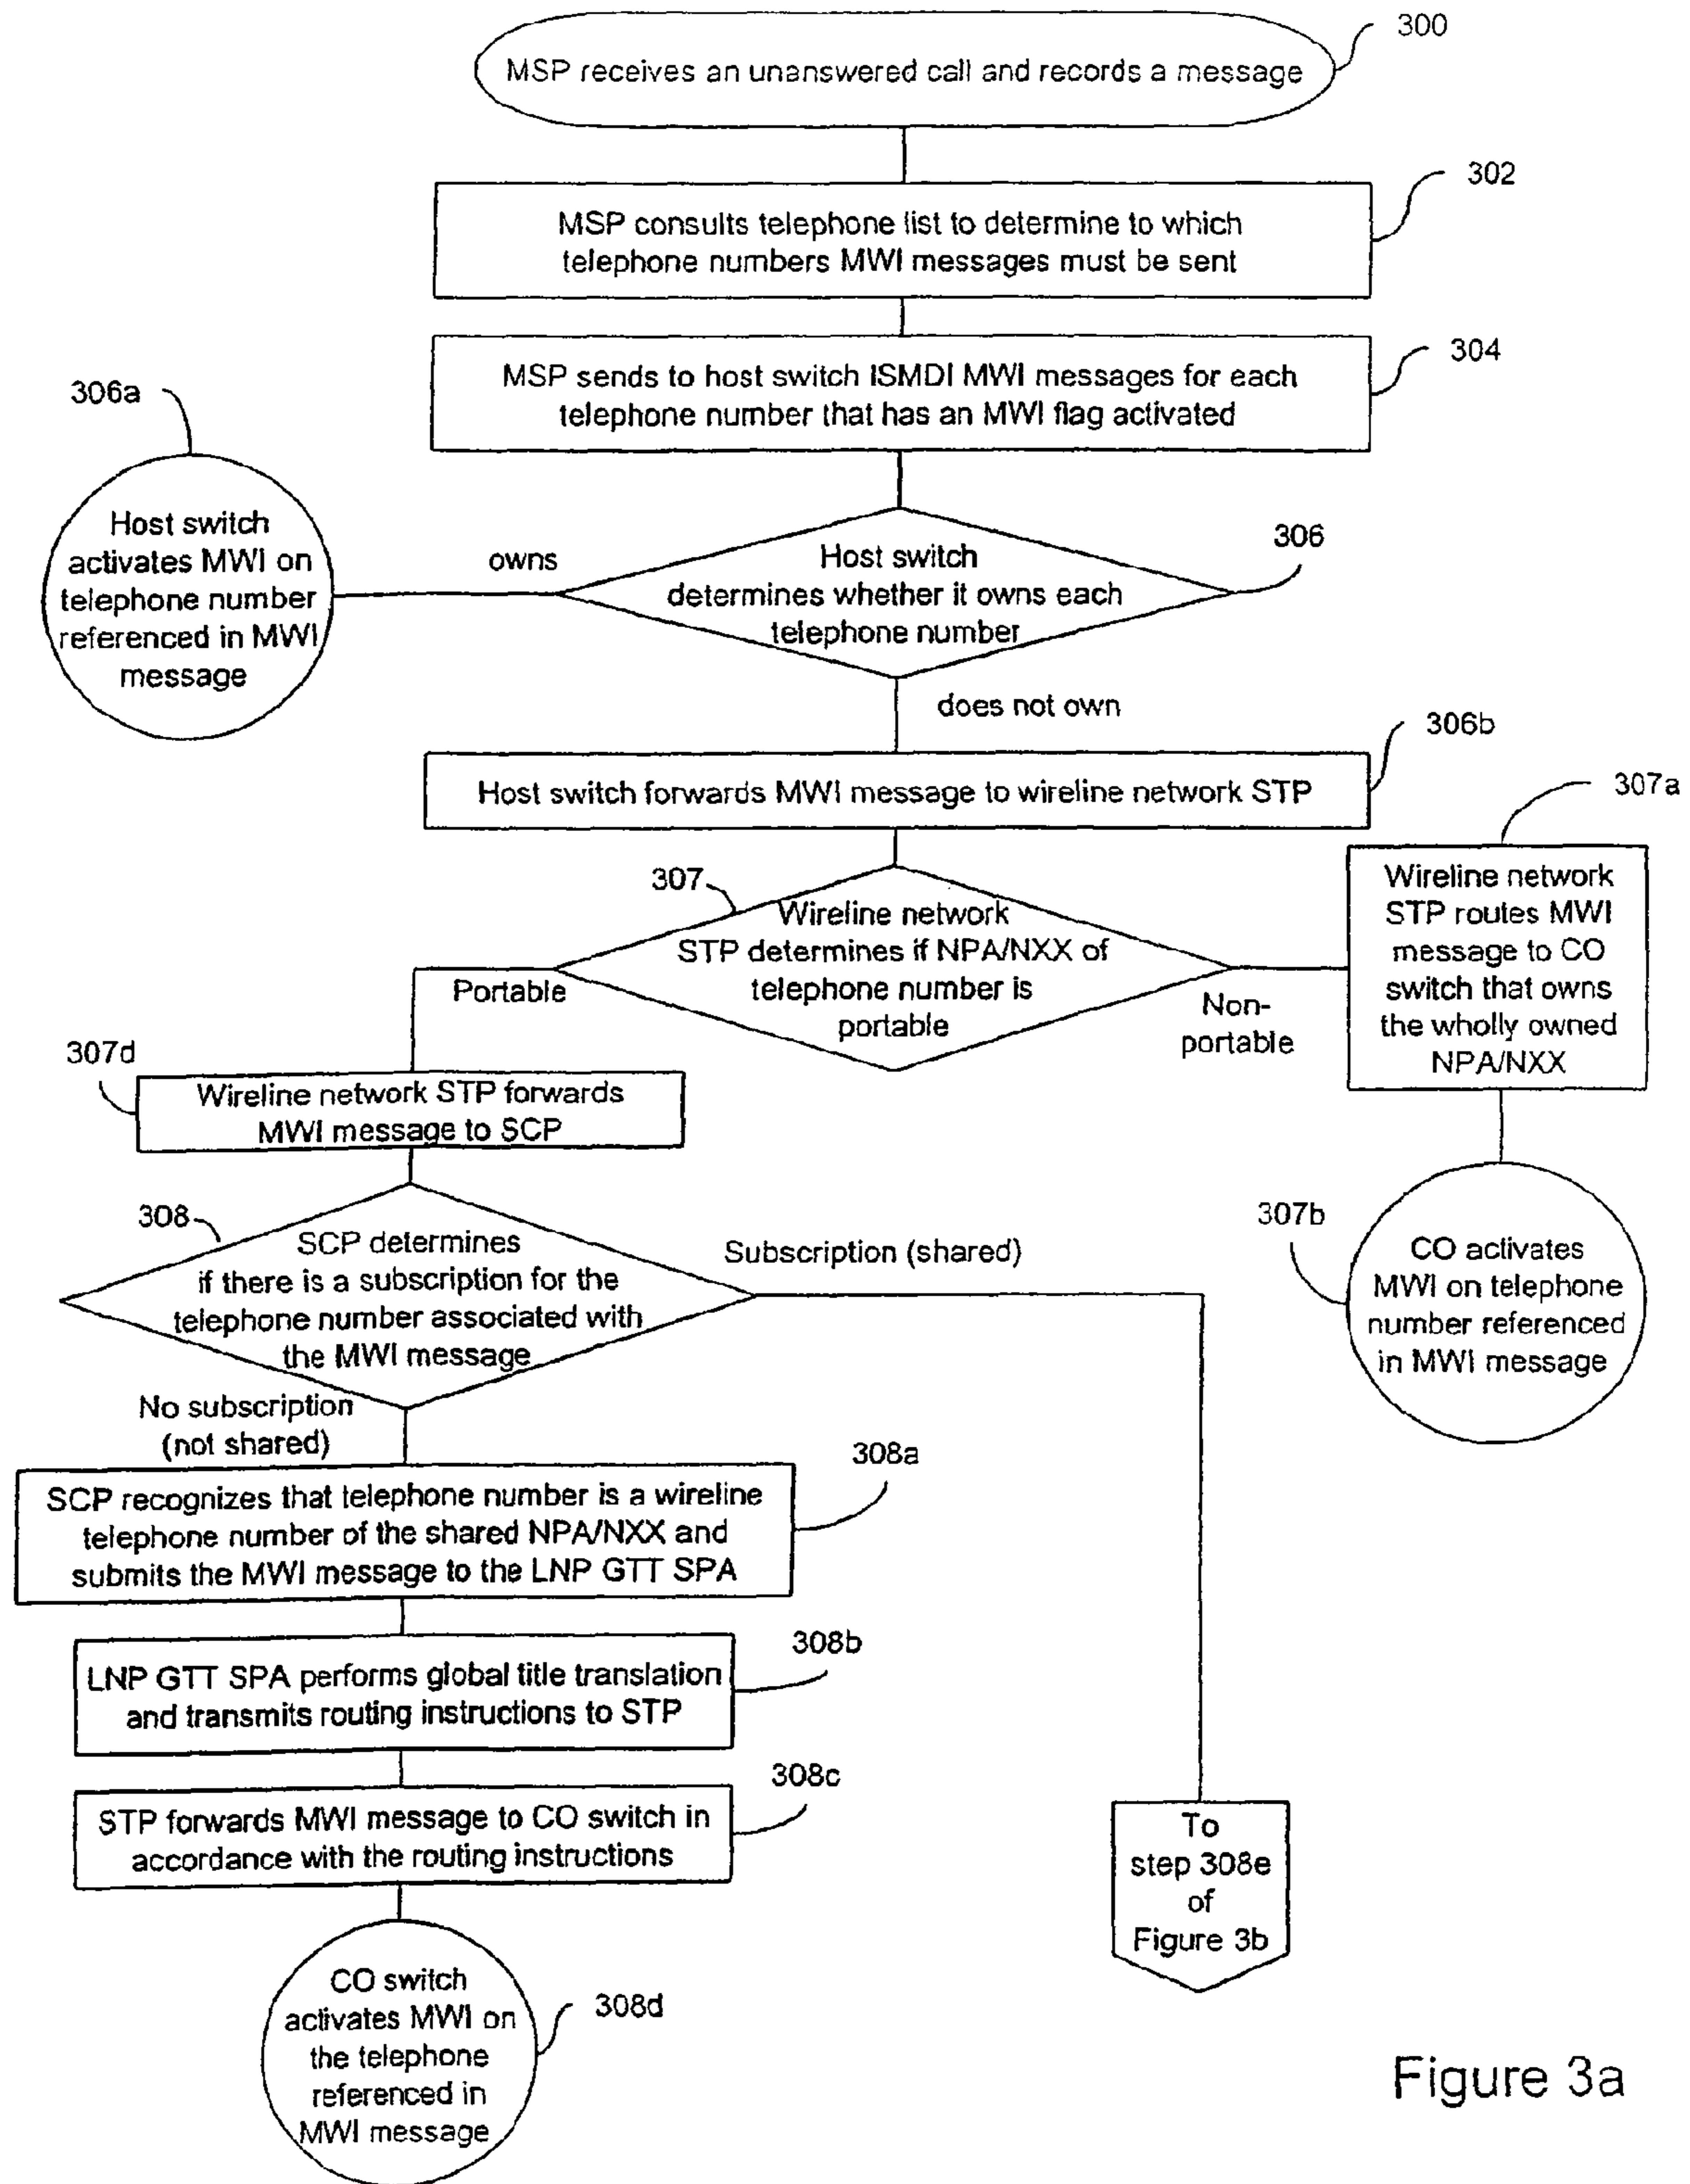 300
MSP receives an unanswered call and records a message
302
MSP consults telephone list to determine to which
telephone numbers MWI messages must be sent
304
MSP sends to host switch ISMDI MWI messages for each
telephone number that has an MWI flag activated
306a
Host switch
activates MWI on
telephone number
referenced in MWI
message
owns
306
Host switch
determines whether it owns each
telephone number
does not own
306b
Host switch forwards MWI message to wireline network STP
307
Wireline network
STP determines if NPA/NXX of
telephone number is
portable
Portable
Non-
portable
307a
Wireline network
STP routes MWI
message to CO
switch that owns
the wholly owned
NPA/NXX
307b
CO activates
MWI on telephone
number referenced
in MWI message
307d
Wireline network STP forwards
MWI message to SCP
308
SCP determines
if there is a subscription for the
telephone number associated with
the MWI message
Subscription (shared)
No subscription
(not shared)
308a
SCP recognizes that telephone number is a wireline
telephone number of the shared NPA/NXX and
submits the MWI message to the LNP GTT SPA
308b
LNP GTT SPA performs global title translation
and transmits routing instructions to STP
308c
STP forwards MWI message to CO switch in
accordance with the routing instructions
308d
CO switch
activates MWI on
the telephone
referenced in
MWI message
To
step 308e
of
Figure 3b
Figure 3a